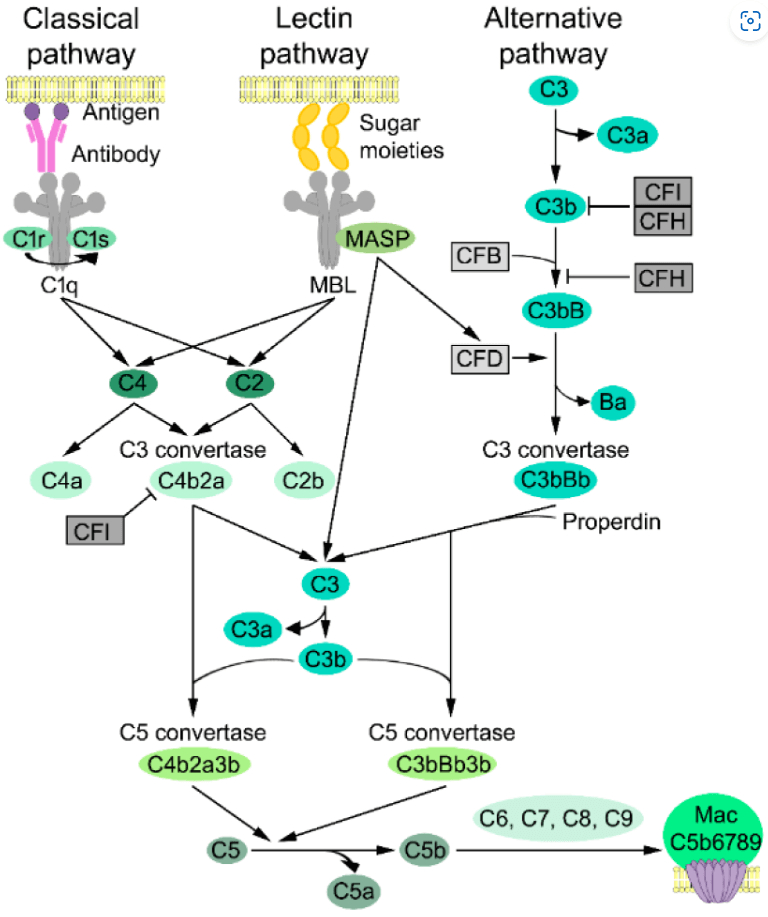 Classical
pathway
Lectin
pathway
Alternative
pathway
Antigen
Antibody
C1r
C1s
C1q
Sugar
moieties
MASP
MBL
C3
C3a
C3b
CFI
CFH
CFB
CFH
C3bB
CFD
Ba
C4
C2
C3 convertase
C4a
C4b2a
C2b
CFI
C3 convertase
C3bBb
Properdin
C3
C3a
C3b
C5 convertase
C4b2a3b
C5 convertase
C3bBb3b
C5
C5b
C5a
C6, C7, C8, C9
Mac
C5b6789